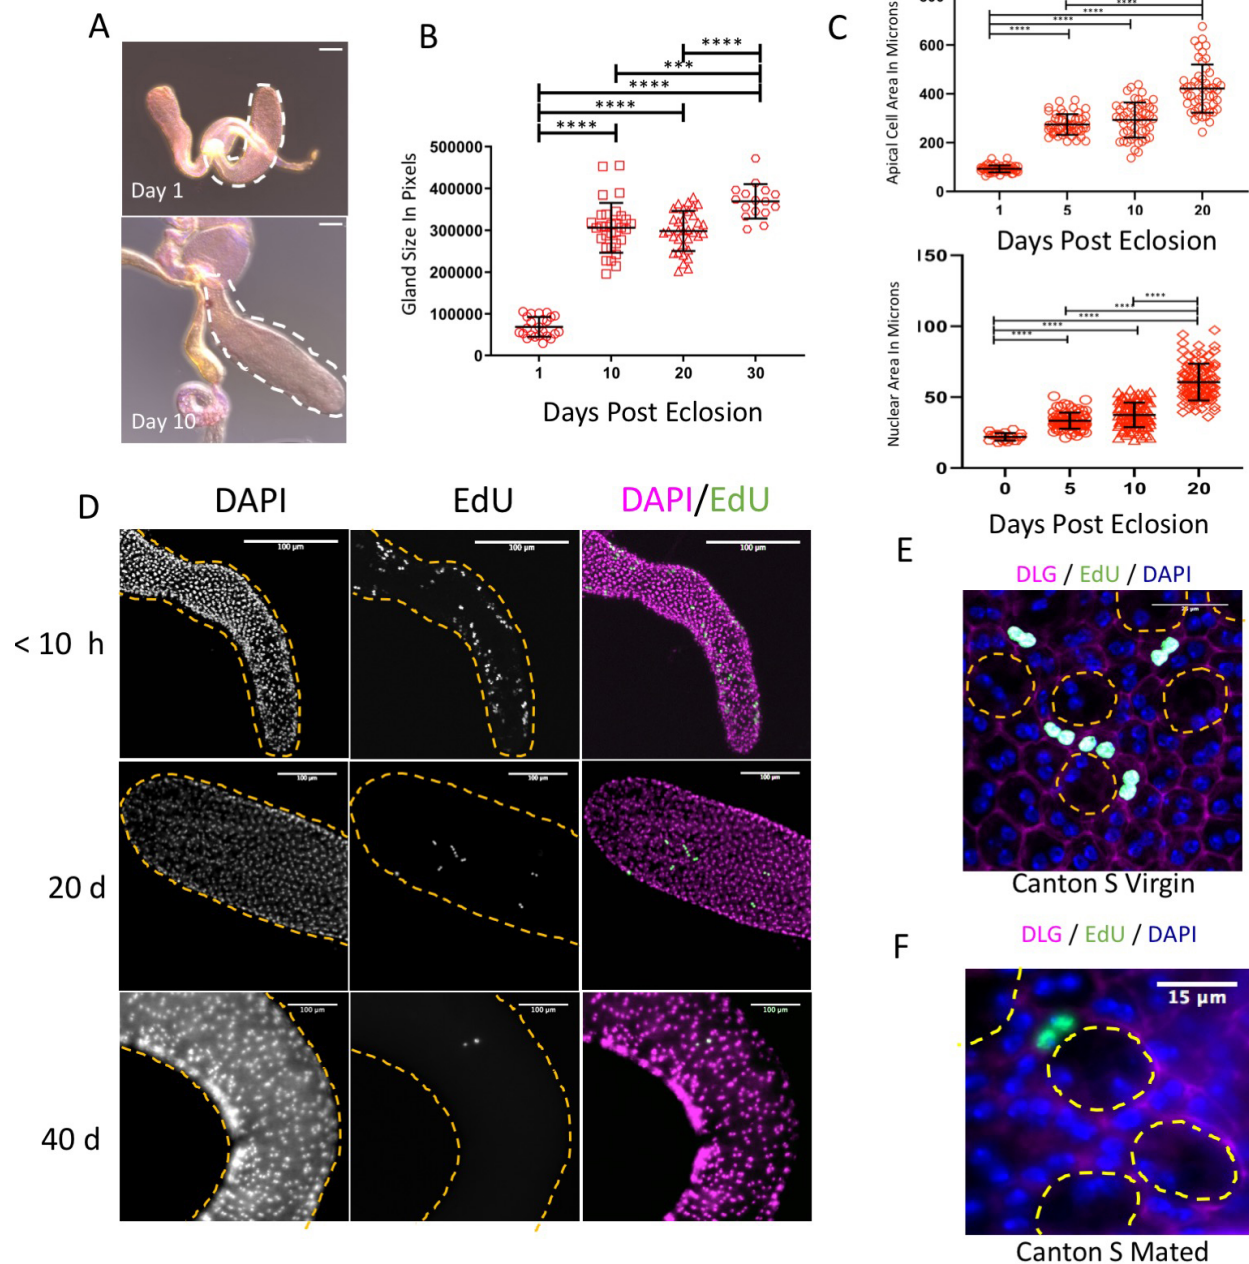 A
Day 1
Day 10
B
****
***
****
****
****
Gland Size In Pixels
500000
400000
300000
200000
100000
0
1 10 20 30
Days Post Eclosion
C
****
****
****
****
Apical Cell Area In Microns
600
400
200
0
1 5 10 20
Days Post Eclosion
Nuclear Area In Microns
150
100
50
0
****
****
****
****
****
0 5 10 20
Days Post Eclosion
D
DAPI EdU DAPI/EdU
< 10 h
100 μm 100 μm 100 μm
20 d
100 μm 100 μm 100 μm
40 d
100 μm 100 μm 100 μm
E
DLG / EdU / DAPI
Canton S Virgin
F
DLG / EdU / DAPI
15 μm
Canton S Mated